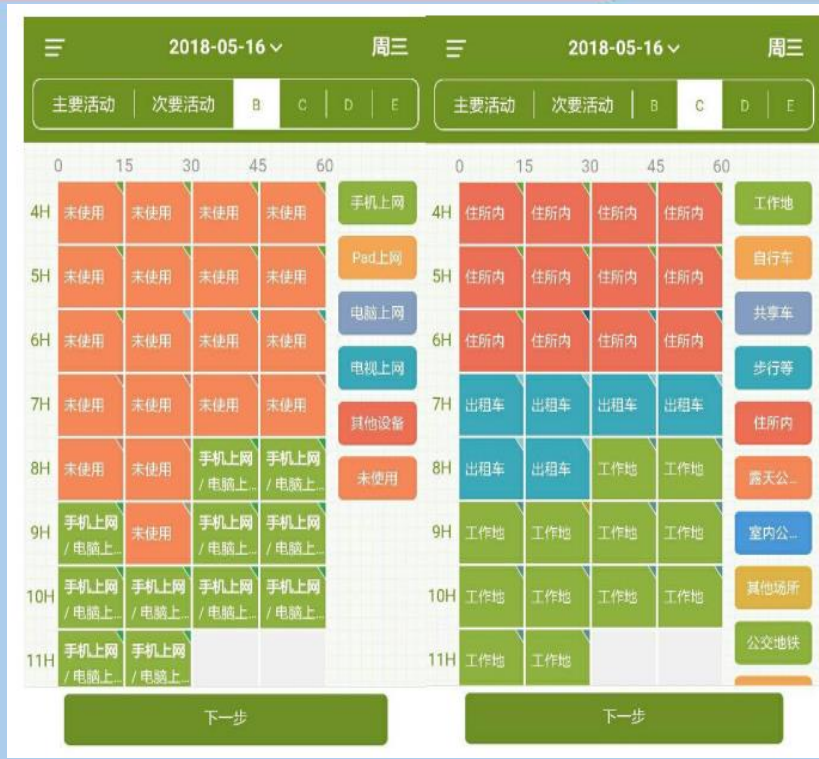 2018-05-16 周三
主要活动 次要活动 B C D E
0 15 30 45 60
4H 未使用 未使用 未使用 未使用 手机上网
5H 未使用 未使用 未使用 未使用 Pad上网
电脑上网
6H 未使用 未使用 未使用 未使用
电视上网
7H 未使用 未使用 未使用 未使用 其他设备
8H 未使用 未使用 手机上网 / 电脑上... 手机上网 / 电脑上... 未使用
9H 手机上网 / 电脑上... 未使用 手机上网 / 电脑上... 手机上网 / 电脑上...
10H 手机上网 / 电脑上... 手机上网 / 电脑上... 手机上网 / 电脑上... 手机上网 / 电脑上...
11H 手机上网 / 电脑上... 手机上网 / 电脑上...
下一步
2018-05-16 周三
主要活动 次要活动 B C D E
0 15 30 45 60
4H 住所内 住所内 住所内 住所内 工作地
5H 住所内 住所内 住所内 住所内 自行车
共享车
6H 住所内 住所内 住所内 住所内
步行等
7H 出租车 出租车 出租车 出租车 住所内
8H 出租车 出租车 工作地 工作地 露天公...
9H 工作地 工作地 工作地 工作地 室内公...
10H 工作地 工作地 工作地 工作地 其他场所
公交地铁
11H 工作地 工作地
下一步